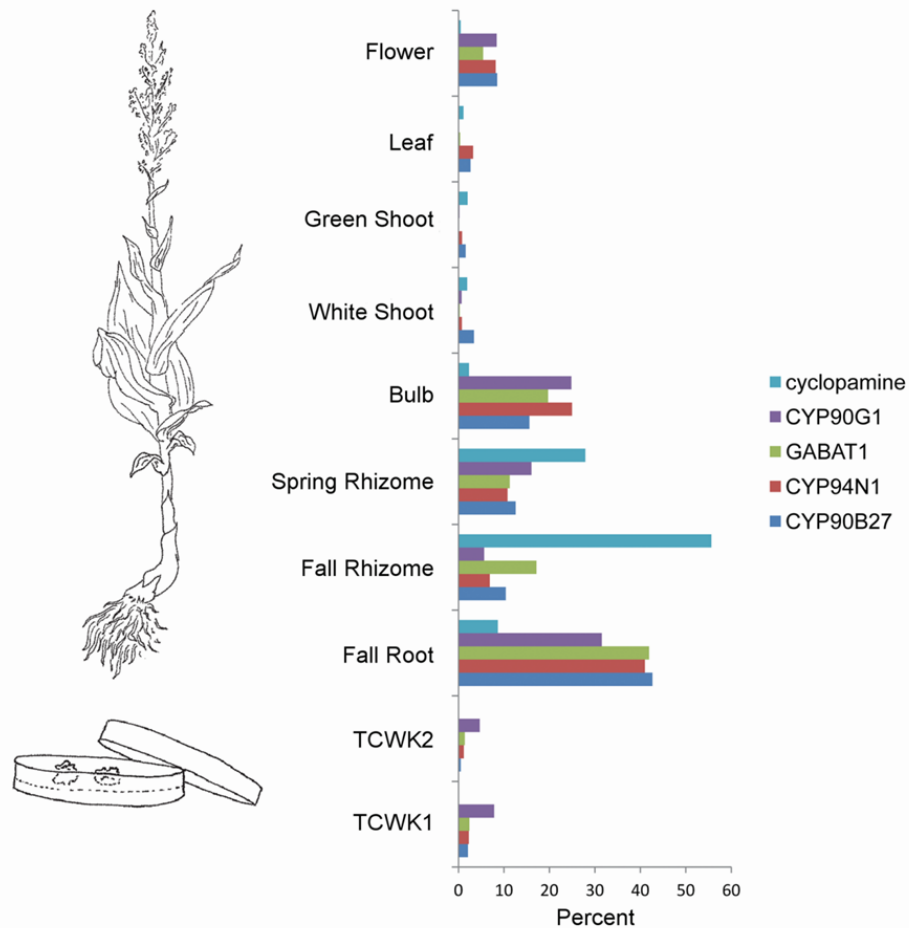 Flower
Leaf
Green Shoot
White Shoot
Bulb
Spring Rhizome
Fall Rhizome
Fall Root
TCWK2
TCWK1
cyclopamine
CYP90G1
GABAT1
CYP94N1
CYP90B27
0 10 20 30 40 50 60
Percent